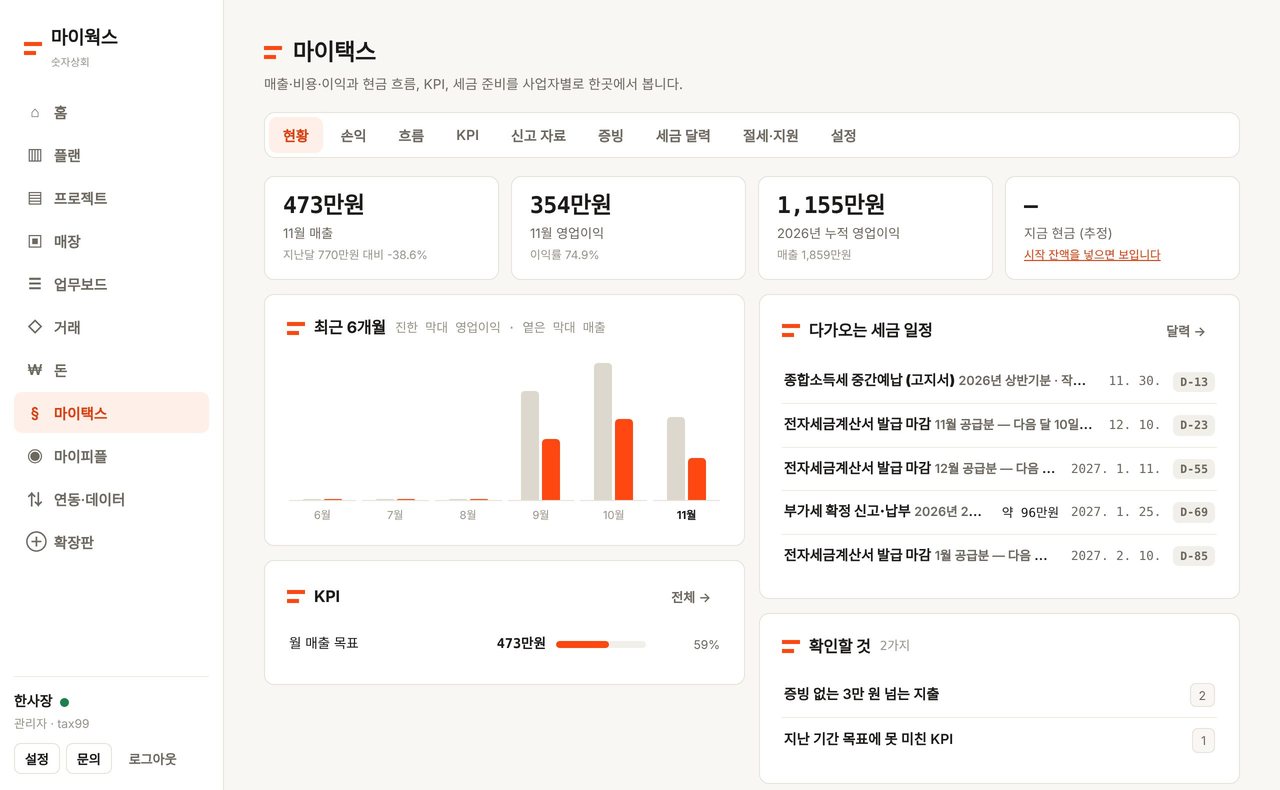 마이웍스
숫자상회
홈
플랜
프로젝트
매장
업무보드
거래
₩ 돈
§ 마이택스
마이피플
연동·데이터
확장판
한사장
관리자 · tax99
설정 문의 로그아웃
마이택스
매출·비용·이익과 현금 흐름, KPI, 세금 준비를 사업자별로 한곳에서 봅니다.
현황 손익 흐름 KPI 신고 자료 증빙 세금 달력 절세·지원 설정
473만원
11월 매출
지난달 770만원 대비 -38.6%
354만원
11월 영업이익
이익률 74.9%
1,155만원
2026년 누적 영업이익
매출 1,859만원
—
지금 현금 (추정)
시작 잔액을 넣으면 보입니다
최근 6개월 진한 막대 영업이익 · 옅은 막대 매출
6월 7월 8월 9월 10월 11월
KPI 전체 →
월 매출 목표 473만원 59%
다가오는 세금 일정 달력 →
종합소득세 중간예납 (고지서) 2026년 상반기분 · 작... 11. 30. D-13
전자세금계산서 발급 마감 11월 공급분 — 다음 달 10일... 12. 10. D-23
전자세금계산서 발급 마감 12월 공급분 — 다음 ... 2027. 1. 11. D-55
부가세 확정 신고·납부 2026년 2... 약 96만원 2027. 1. 25. D-69
전자세금계산서 발급 마감 1월 공급분 — 다음 ... 2027. 2. 10. D-85
확인할 것 2가지
증빙 없는 3만 원 넘는 지출 2
지난 기간 목표에 못 미친 KPI 1